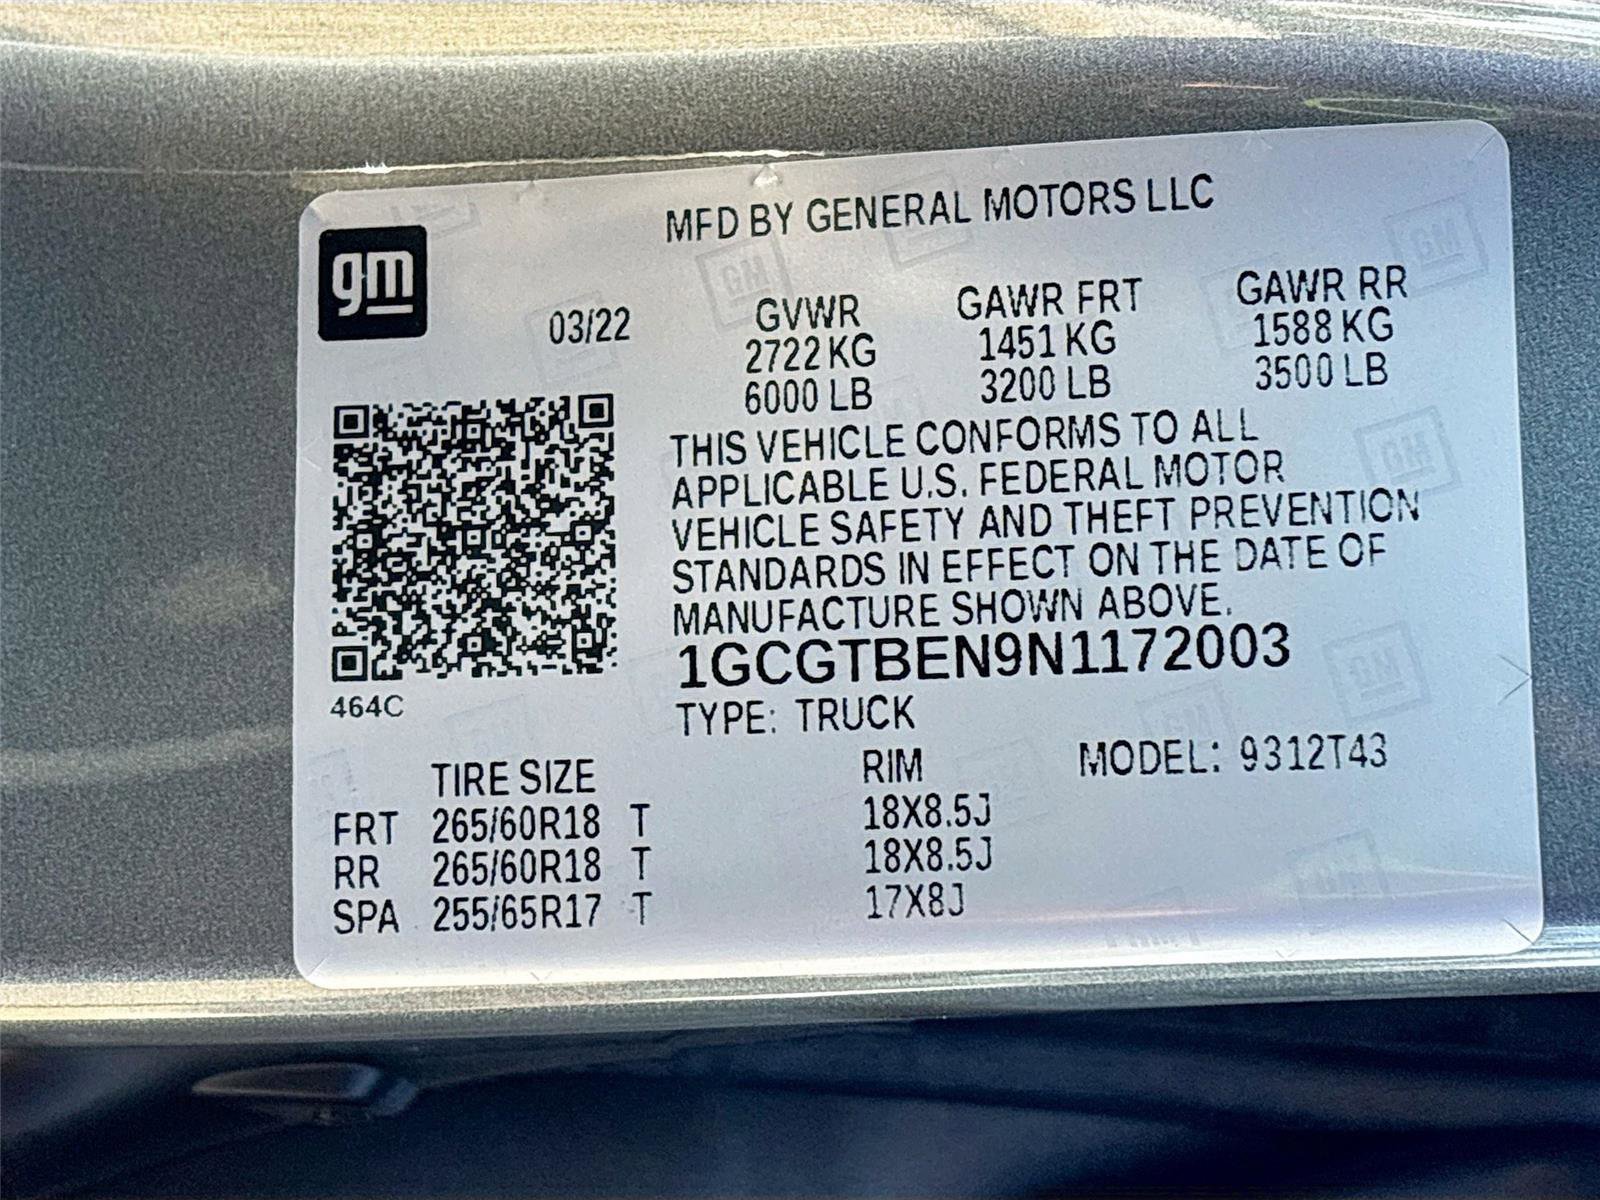 MFD BY GENERAL MOTORS LLC
gm
03/22
GVWR GAWR FRT GAWR RR
2722 KG 1451 KG 1588 KG
6000 LB 3200 LB 3500 LB
THIS VEHICLE CONFORMS TO ALL
APPLICABLE U.S. FEDERAL MOTOR
VEHICLE SAFETY AND THEFT PREVENTION
STANDARDS IN EFFECT ON THE DATE OF
MANUFACTURE SHOWN ABOVE.
1GCGTBEN9N1172003
464C
TYPE: TRUCK
TIRE SIZE RIM MODEL: 9312T43
FRT 265/60R18 T 18X8.5J
RR 265/60R18 T 18X8.5J
SPA 255/65R17 T 17X8J